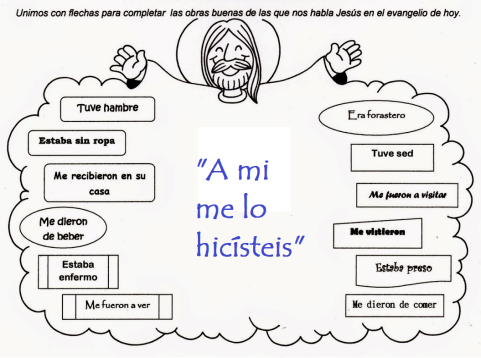 Unimos con flechas para completar las obras buenas de las que nos habla Jesús en el evangelio de hoy.
Tuve hambre
Estaba sin ropa
Me recibieron en su
casa
Me dieron
de beber
Estaba
enfermo
Me fueron a ver
"A mi
me lo
hicísteis"
Era forastero
Tuve sed
Me fueron a visitar
Me vistieron
Estaba preso
Me dieron de comer